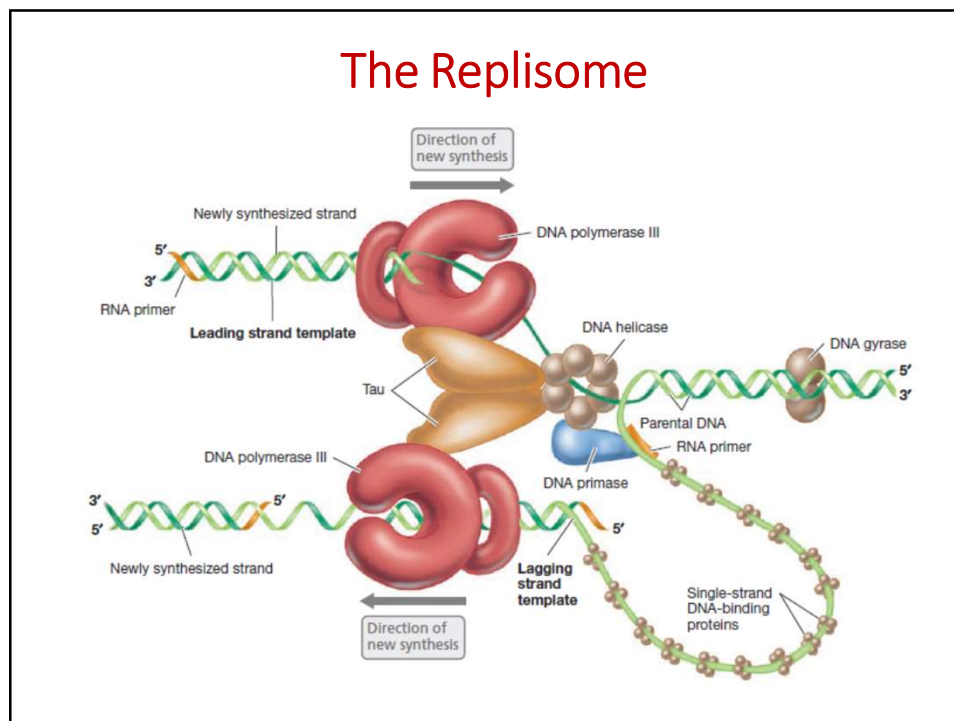 The Replisome
Direction of
new synthesis
Newly synthesized strand
DNA polymerase III
5′
3′
RNA primer
Leading strand template
DNA helicase
DNA gyrase
Tau
5′
3′
Parental DNA
RNA primer
DNA polymerase III
DNA primase
3′
5′
5′
5′
Newly synthesized strand
Lagging
strand
template
Single-strand
DNA-binding
proteins
Direction of
new synthesis